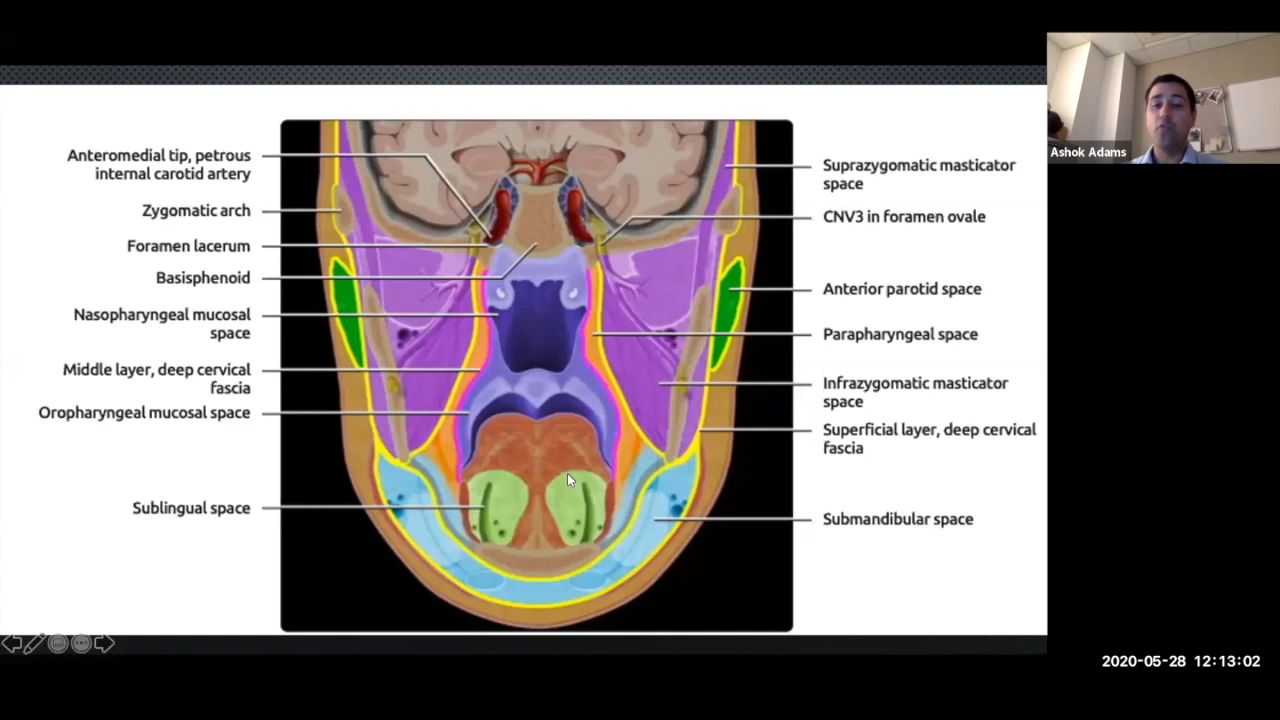 Anteromedial tip, petrous
internal carotid artery
Zygomatic arch
Foramen lacerum
Basisphenoid
Nasopharyngeal mucosal
space
Middle layer, deep cervical
fascia
Oropharyngeal mucosal space
Sublingual space
Suprazygomatic masticator
space
CNV3 in foramen ovale
Anterior parotid space
Parapharyngeal space
Infrazygomatic masticator
space
Superficial layer, deep cervical
fascia
Submandibular space
Ashok Adams
2020-05-28 12:13:02